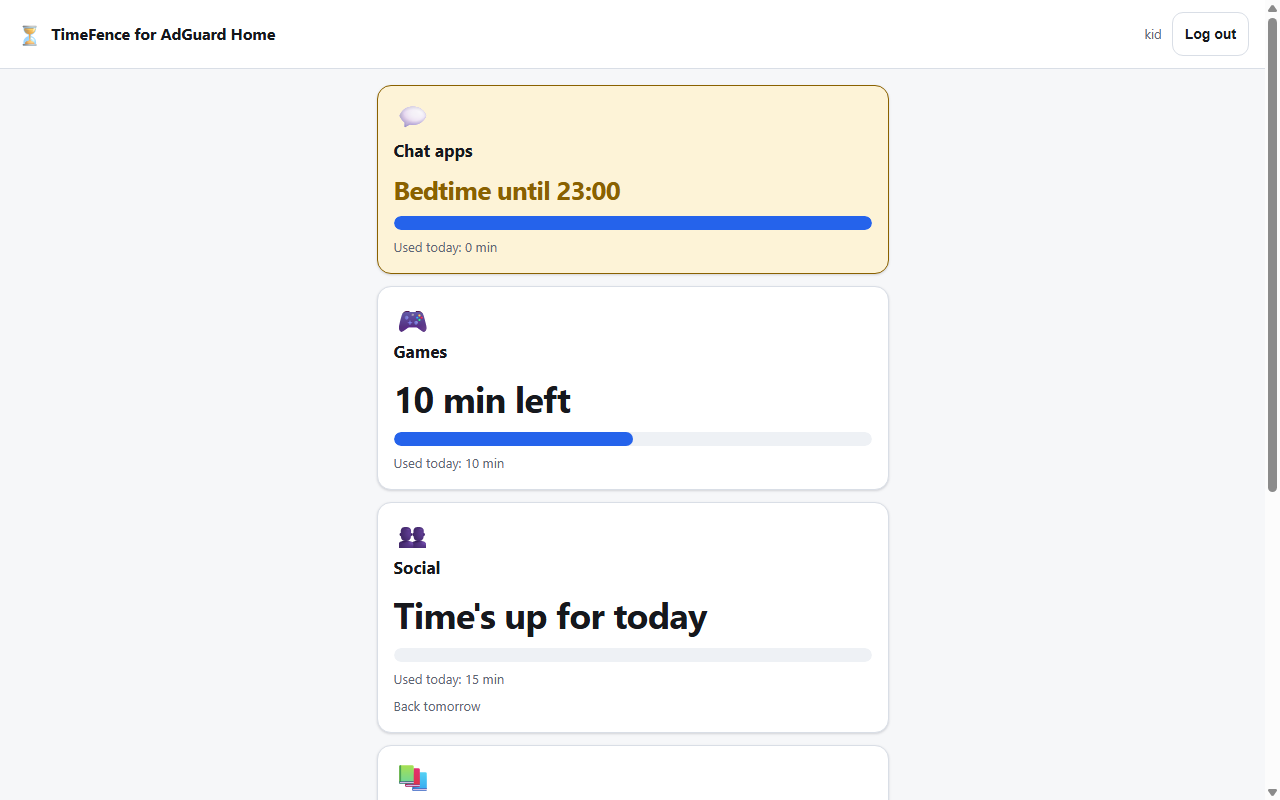 TimeFence for AdGuard Home
kid
Log out
Chat apps
Bedtime until 23:00
Used today: 0 min
Games
10 min left
Used today: 10 min
Social
Time's up for today
Used today: 15 min
Back tomorrow